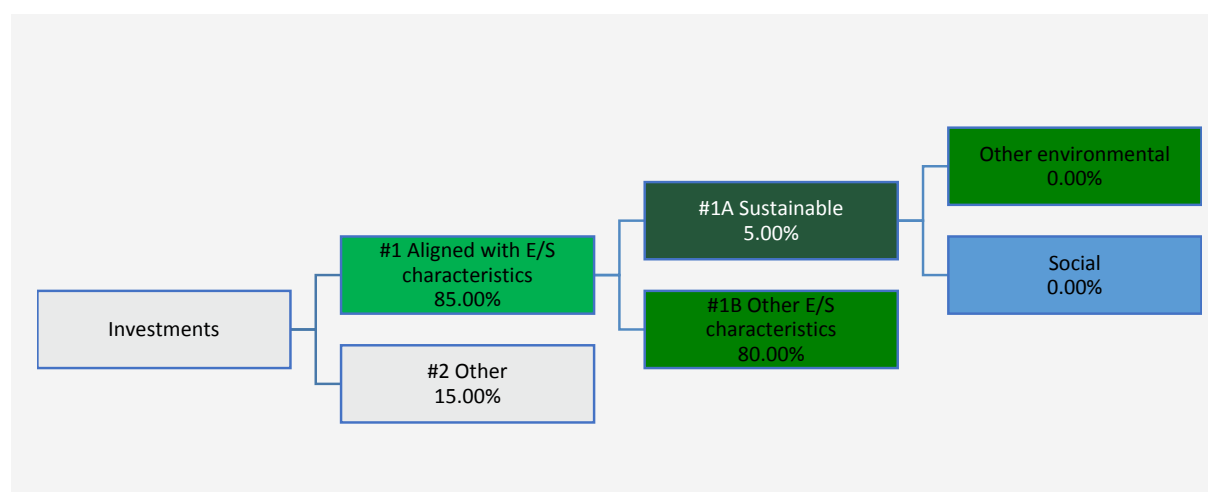 Investments
#1 Aligned with E/S
characteristics
85.00%
#2 Other
15.00%
#1A Sustainable
5.00%
#1B Other E/S
characteristics
80.00%
Other environmental
0.00%
Social
0.00%